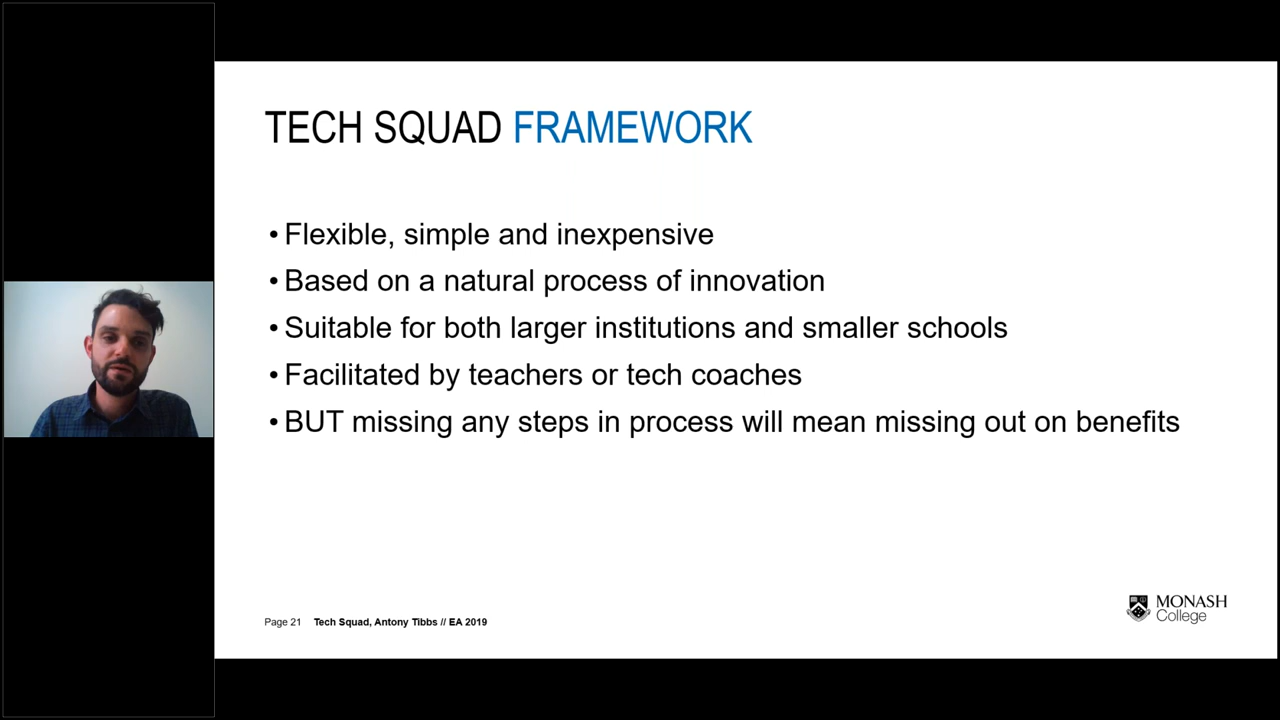 TECH SQUAD FRAMEWORK
• Flexible, simple and inexpensive
• Based on a natural process of innovation
• Suitable for both larger institutions and smaller schools
• Facilitated by teachers or tech coaches
• BUT missing any steps in process will mean missing out on benefits
Page 21 Tech Squad, Antony Tibbs // EA 2019
MONASH
College